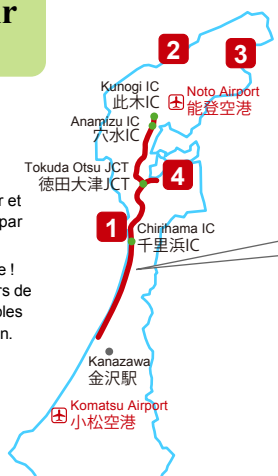 ur
2
3
Kunogi IC
此木IC
Noto Airport
能登空港
Anamizu IC
穴水IC
Tokuda Otsu JCT
徳田大津JCT
4
r et
par
1
Chirihama IC
千里浜IC
e !
rs de
bles
n.
Kanazawa
金沢駅
Komatsu Airport
小松空港